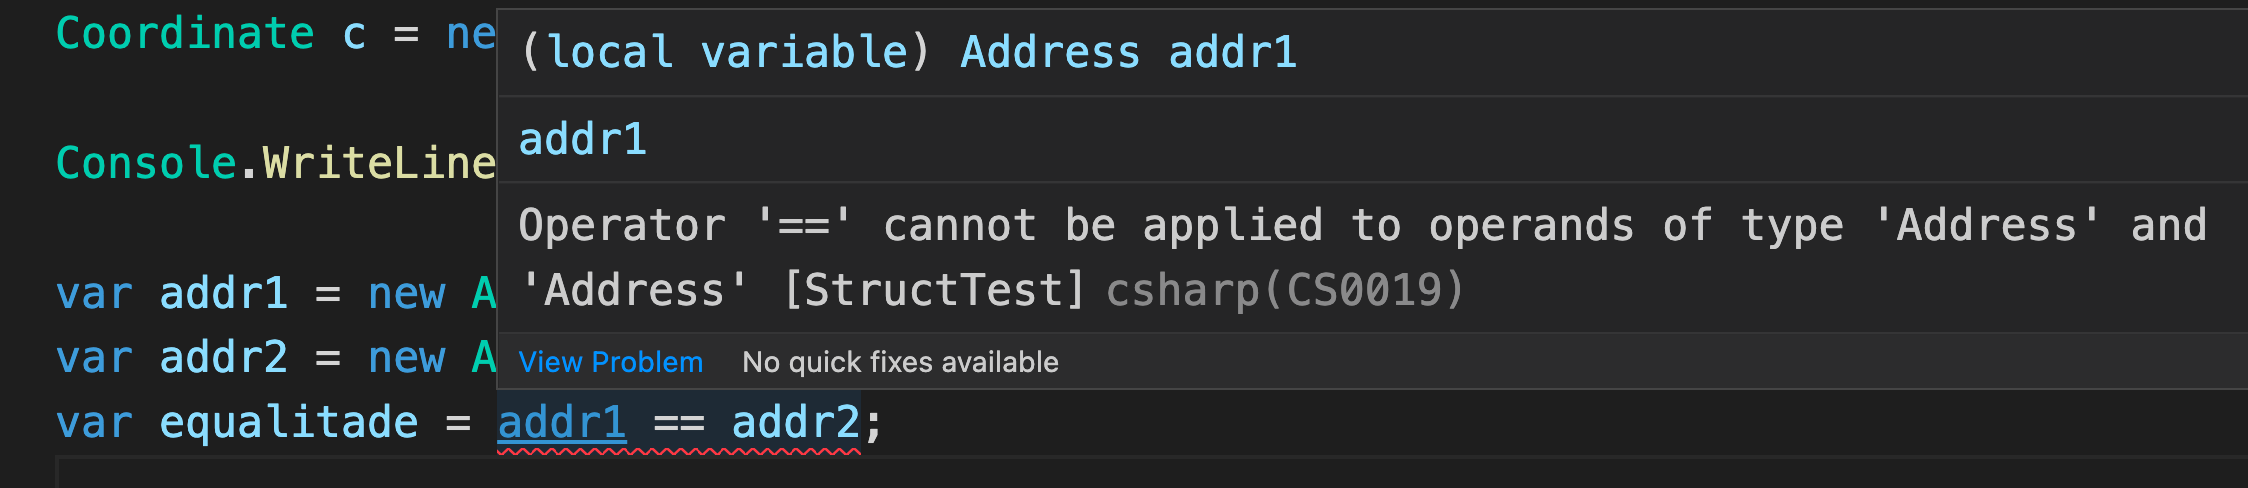 Coordinate c = ne
(local variable) Address addr1
addr1
Console.WriteLine
Operator '==' cannot be applied to operands of type 'Address' and
'Address' [StructTest] csharp(CS0019)
var addr1 = new A
var addr2 = new A
View Problem No quick fixes available
var equalitade = addr1 == addr2;